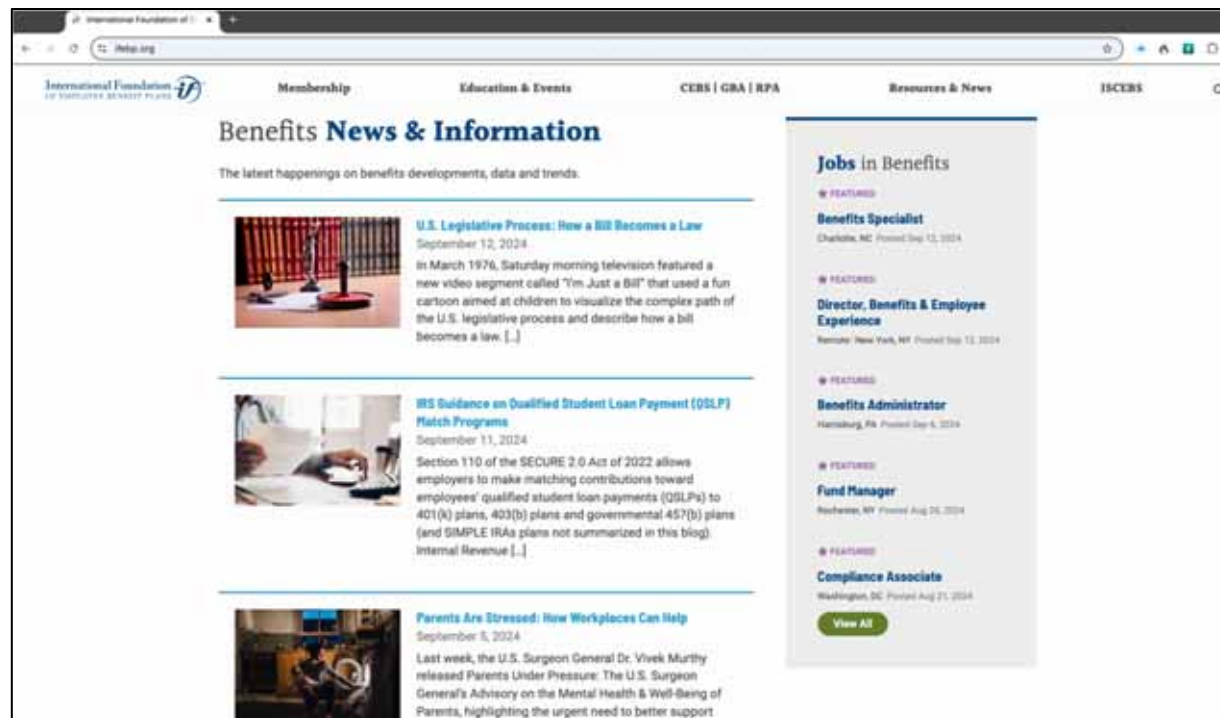 International Foundation of
ifebp.org
International Foundation
OF EMPLOYEE BENEFIT PLANS
if
Membership
Education & Events
CEBS | GBA | RPA
Resources & News
ISCEBS
Benefits News & Information
The latest happenings on benefits developments, data and trends.
U.S. Legislative Process: How a Bill Becomes a Law
September 12, 2024
In March 1976, Saturday morning television featured a
new video segment called "I'm Just a Bill" that used a fun
cartoon aimed at children to visualize the complex path of
the U.S. legislative process and describe how a bill
becomes a law. [...]
IRS Guidance on Qualified Student Loan Payment (QSLP)
Match Programs
September 11, 2024
Section 110 of the SECURE 2.0 Act of 2022 allows
employers to make matching contributions toward
employees' qualified student loan payments (QSLPs) to
401(k) plans, 403(b) plans and governmental 457(b) plans
(and SIMPLE IRAs plans not summarized in this blog).
Internal Revenue [...]
Parents Are Stressed: How Workplaces Can Help
September 5, 2024
Last week, the U.S. Surgeon General Dr. Vivek Murthy
released Parents Under Pressure: The U.S. Surgeon
General's Advisory on the Mental Health & Well-Being of
Parents, highlighting the urgent need to better support
Jobs in Benefits
FEATURED
Benefits Specialist
Charlotte, NC Posted Sep 12, 2024
FEATURED
Director, Benefits & Employee
Experience
Remote: New York, NY Posted Sep 12, 2024
FEATURED
Benefits Administrator
Harrisburg, PA Posted Sep 6, 2024
FEATURED
Fund Manager
Rochester, NY Posted Aug 26, 2024
FEATURED
Compliance Associate
Washington, DC Posted Aug 21, 2024
View All